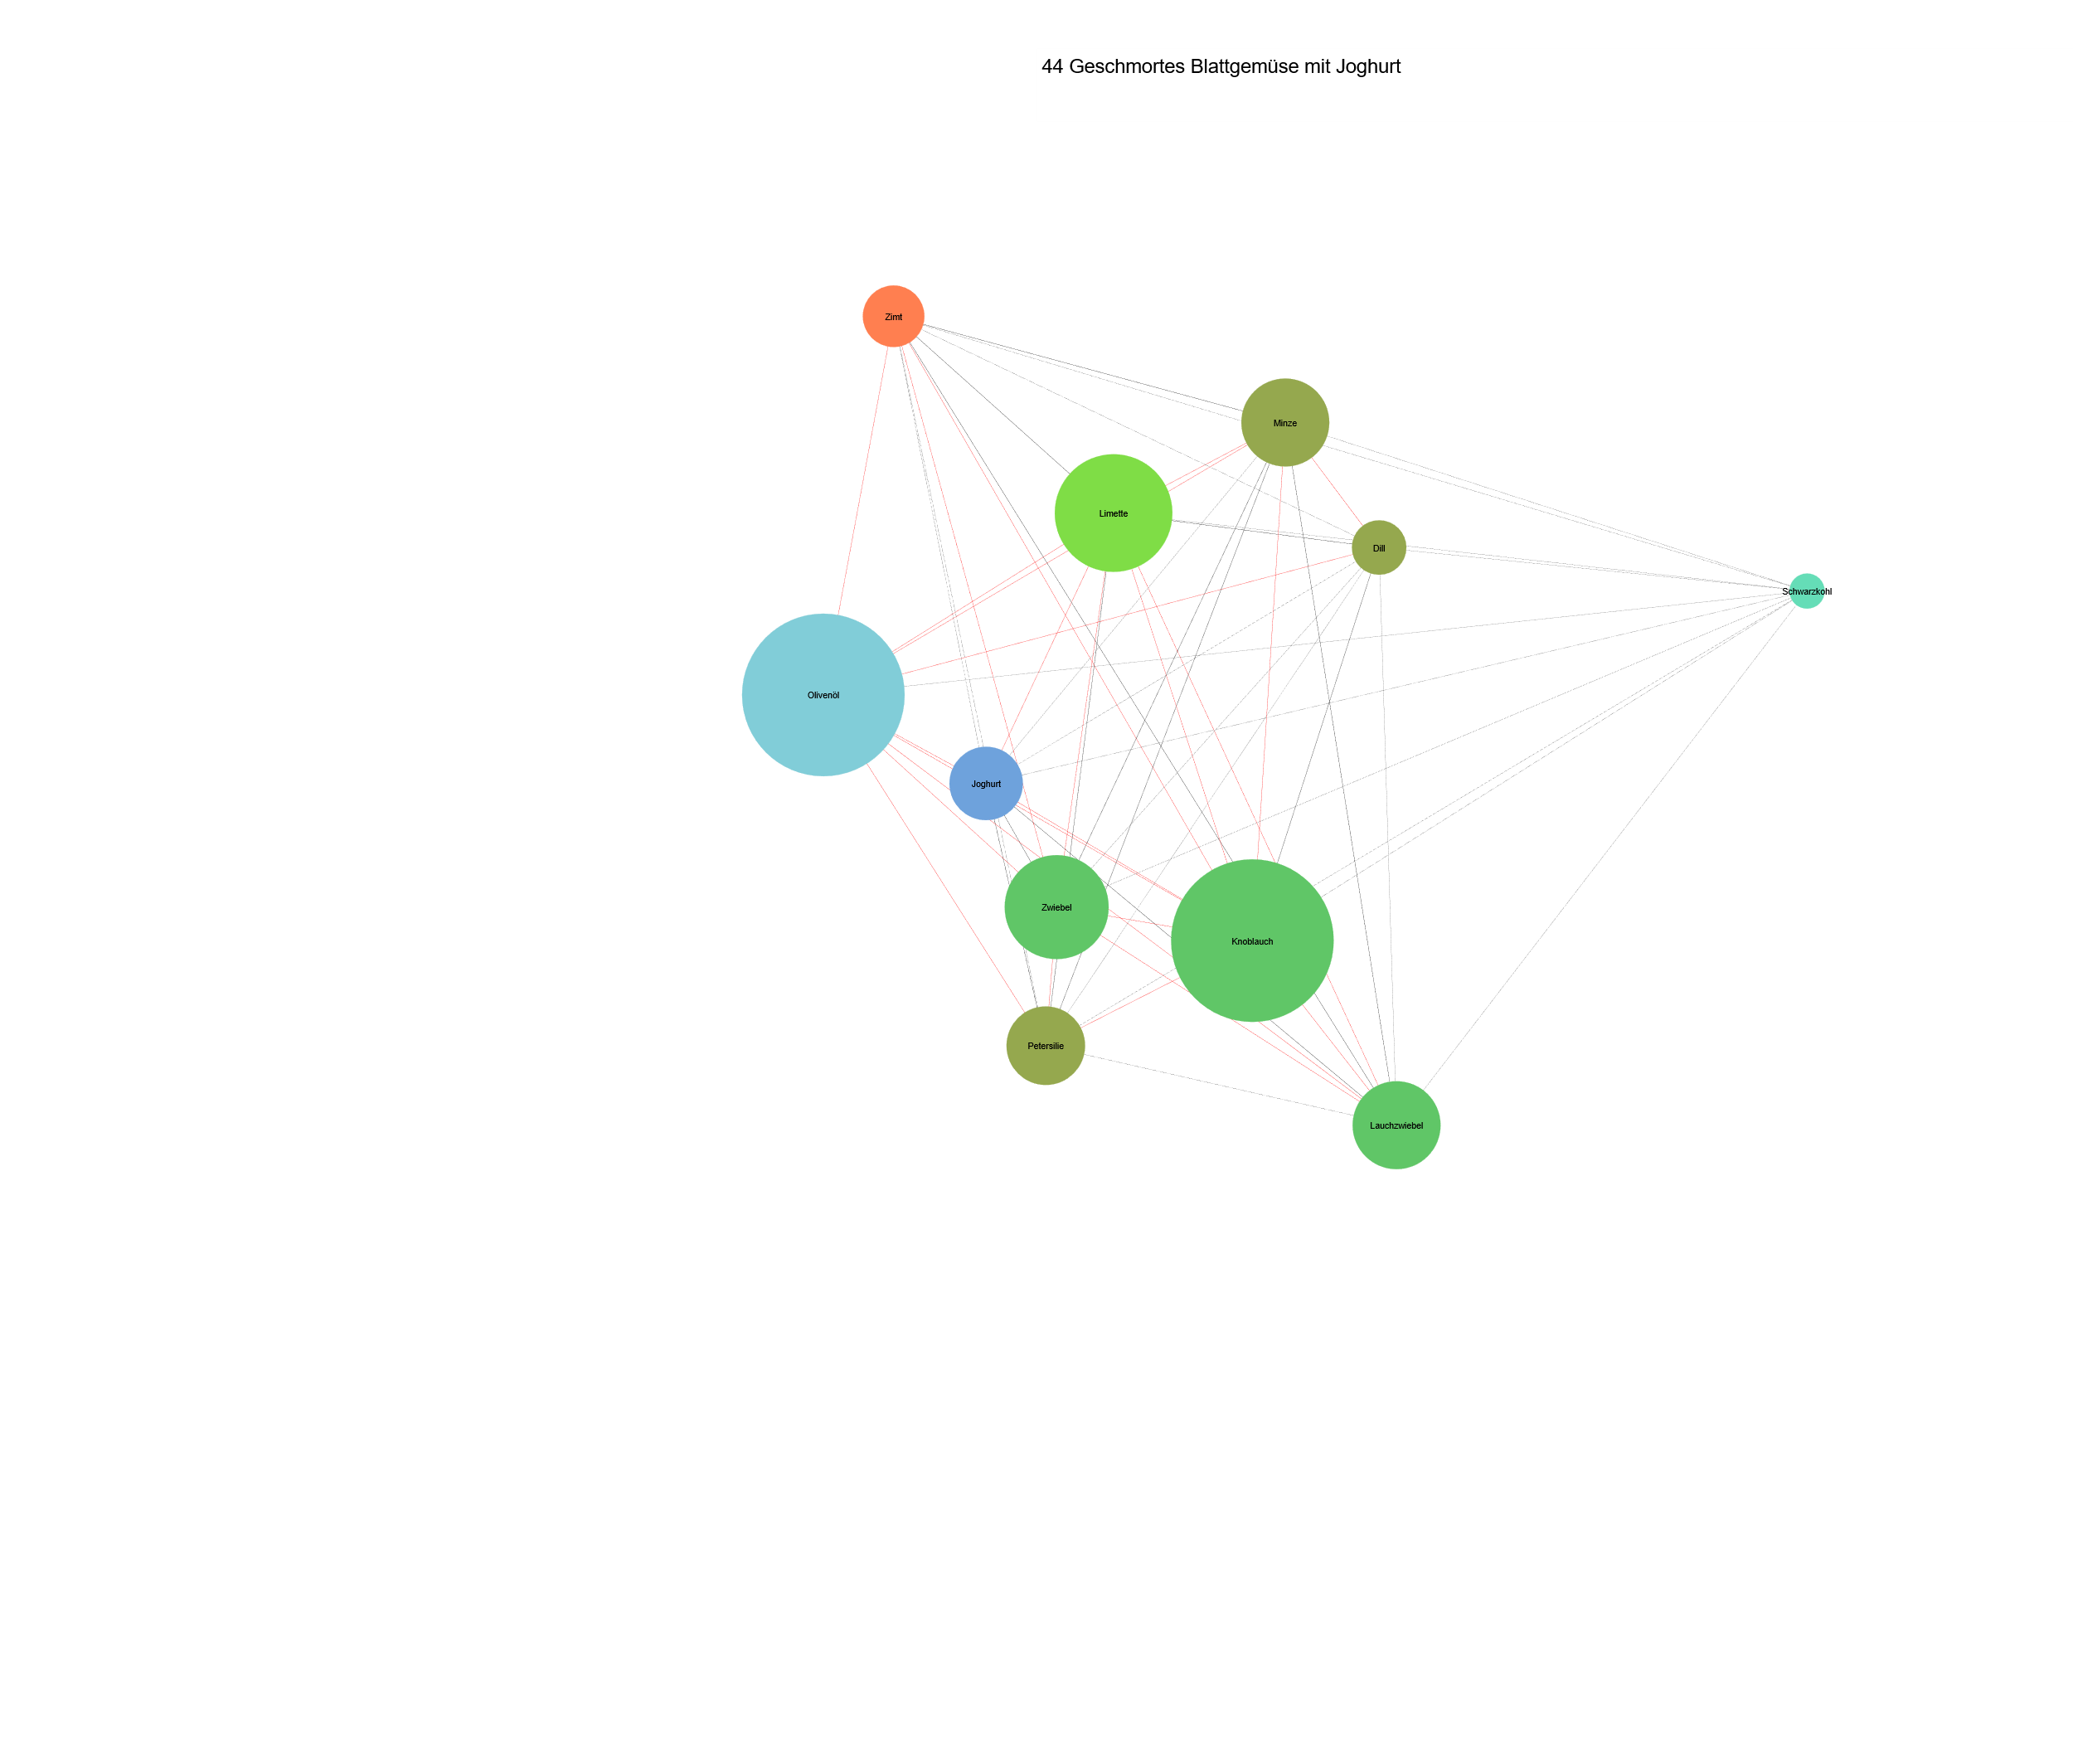 44 Geschmortes Blattgemüse mit Joghurt
Zimt
Minze
Limette
Dill
Schwarzkohl
Olivenöl
Joghurt
Zwiebel
Knoblauch
Petersilie
Lauchzwiebel